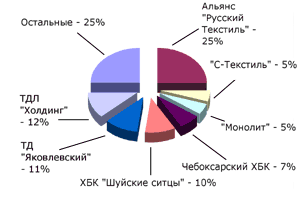 Остальные - 25%
Альянс
"Русский
Текстиль" -
25%
"С-Текстиль" - 5%
"Монолит" - 5%
Чебоксарский ХБК - 7%
ХБК "Шуйские ситцы" - 10%
ТД
"Яковлевский"
- 11%
ТДЛ
"Холдинг"
- 12%